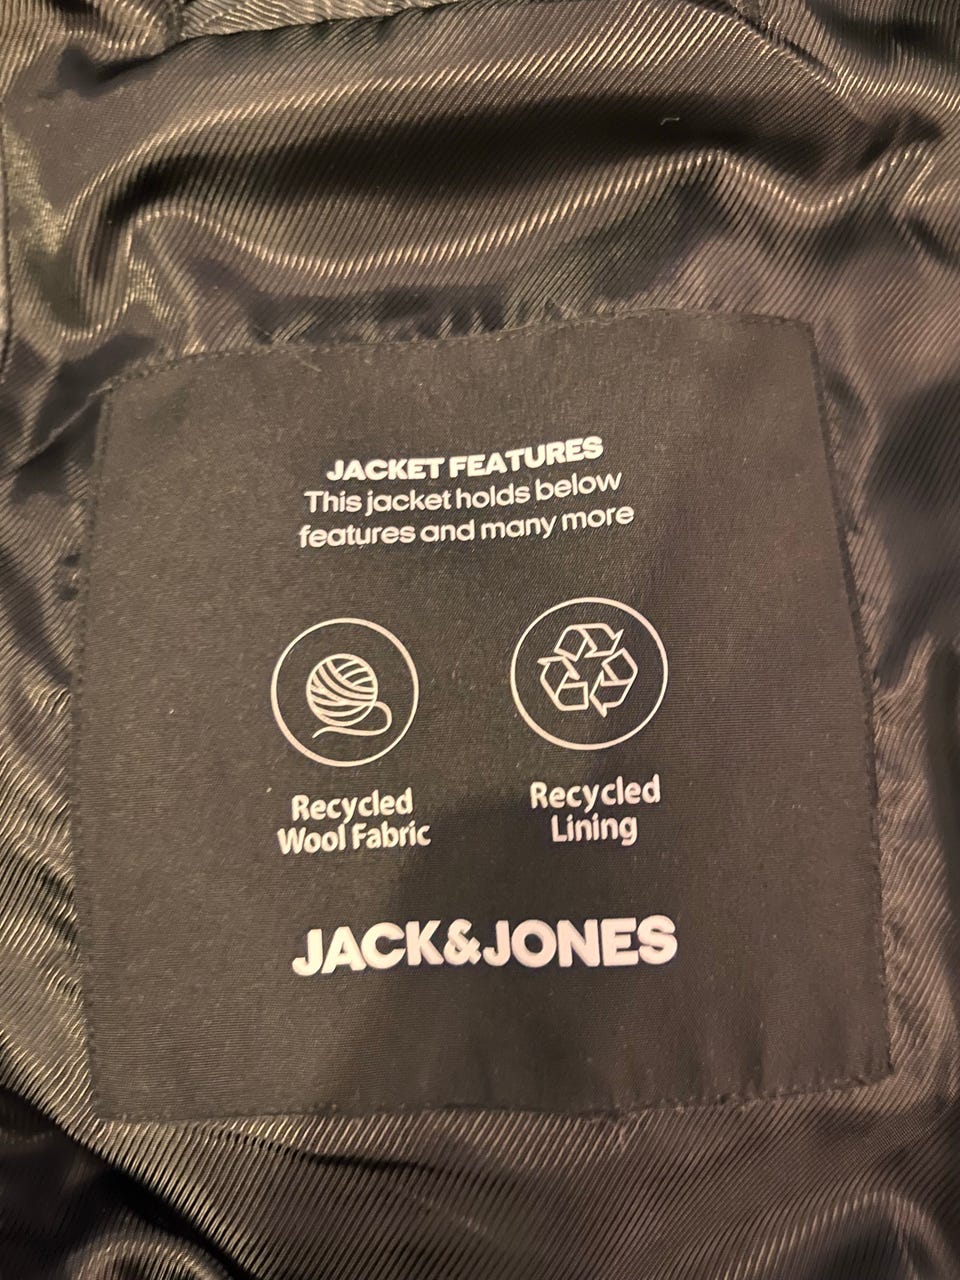 JACKET FEATURES
This jacket holds below
features and many more
Recycled
Wool Fabric
Recycled
Lining
JACK&JONES